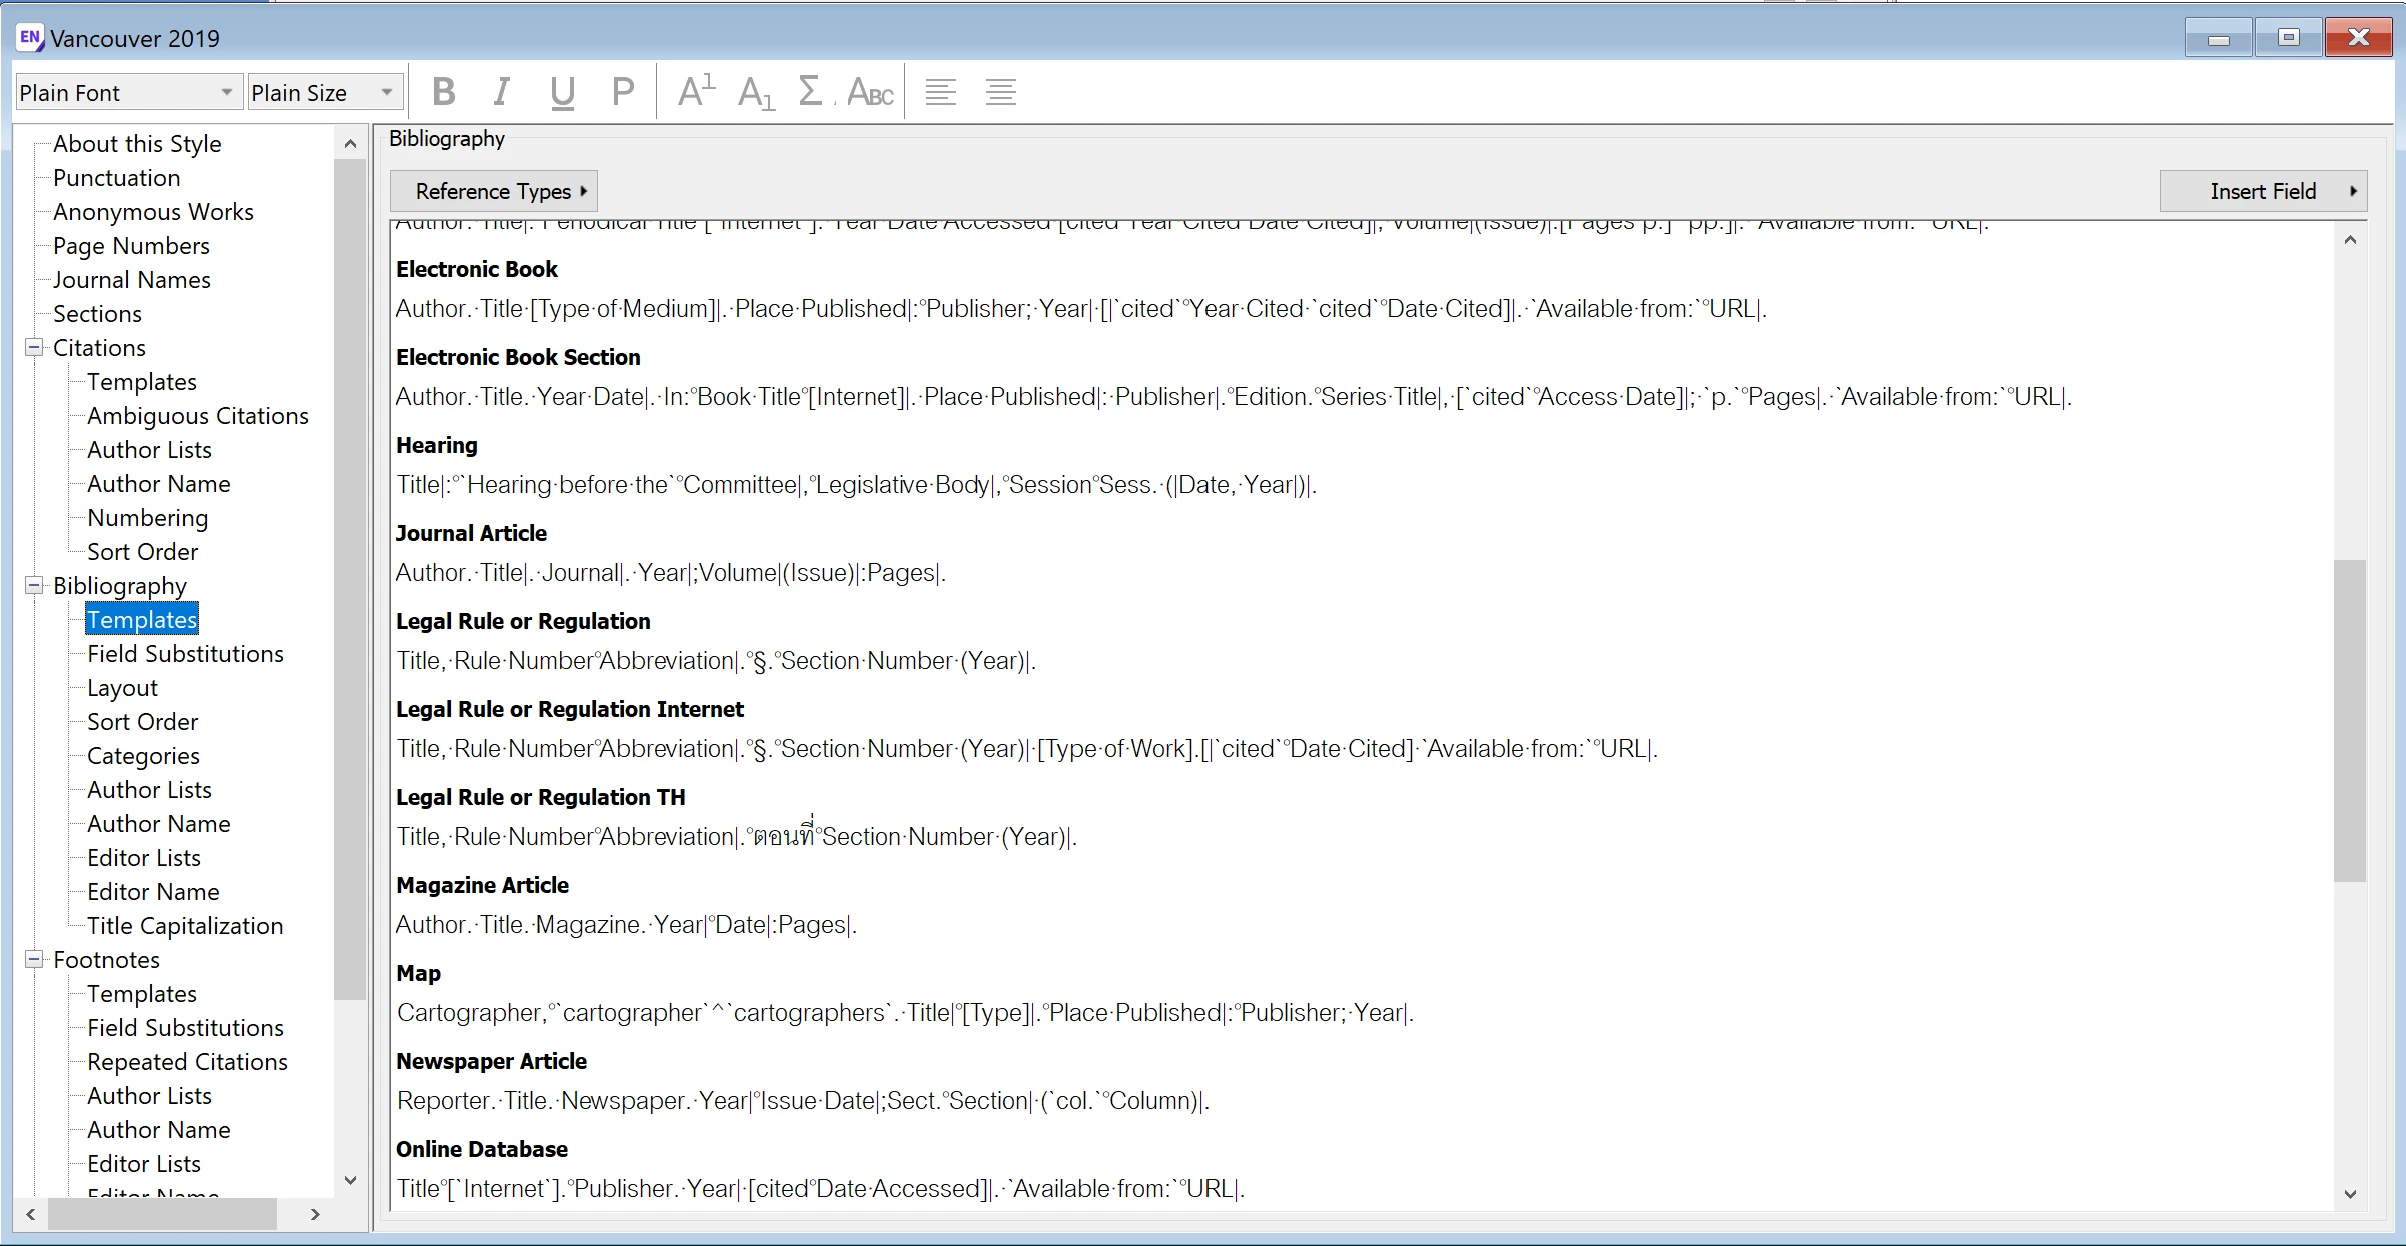 EN Vancouver 2019
Plain Font Plain Size B I U P A1 A1 Σ ABC
About this Style
Punctuation
Anonymous Works
Page Numbers
Journal Names
Sections
Citations
Templates
Ambiguous Citations
Author Lists
Author Name
Numbering
Sort Order
Bibliography
Templates
Field Substitutions
Layout
Sort Order
Categories
Author Lists
Author Name
Editor Lists
Editor Name
Title Capitalization
Footnotes
Templates
Field Substitutions
Repeated Citations
Author Lists
Author Name
Editor Lists
Editor Name
Bibliography
Reference Types Insert Field
Electronic Book
Author.·Title·[Type·of·Medium]|.·Place·Published|:°Publisher;·Year|·[|`cited`°Year·Cited·`cited`°Date·Cited]|.·`Available·from:`°URL|.
Electronic Book Section
Author.·Title.·Year·Date|.·In:°Book·Title°[Internet]|.·Place·Published|:·Publisher|.°Edition.°Series·Title|,·[`cited`°Access·Date]|;·`p.`°Pages|.·`Available·from:`°URL|.
Hearing
Title|:°`Hearing·before·the`°Committee|,°Legislative·Body|,°Session°Sess.·(|Date,·Year|)|.
Journal Article
Author.·Title|.·Journal|.·Year|;Volume|(Issue)|:Pages|.
Legal Rule or Regulation
Title,·Rule·Number°Abbreviation|.°§.°Section·Number·(Year)|.
Legal Rule or Regulation Internet
Title,·Rule·Number°Abbreviation|.°§.°Section·Number·(Year)|·[Type·of·Work].[|`cited`°Date·Cited]·`Available·from:`°URL|.
Legal Rule or Regulation TH
Title,·Rule·Number°Abbreviation|.°ตอนที่°Section·Number·(Year)|.
Magazine Article
Author.·Title.·Magazine.·Year|°Date|:Pages|.
Map
Cartographer,°`cartographer`^`cartographers`.·Title|°[Type]|.°Place·Published|:°Publisher;·Year|.
Newspaper Article
Reporter.·Title.·Newspaper.·Year|°Issue·Date|;Sect.°Section|·(`col.`°Column)|.
Online Database
Title°[`Internet`].°Publisher.·Year|·[cited°Date·Accessed]|.·`Available·from:`°URL|.